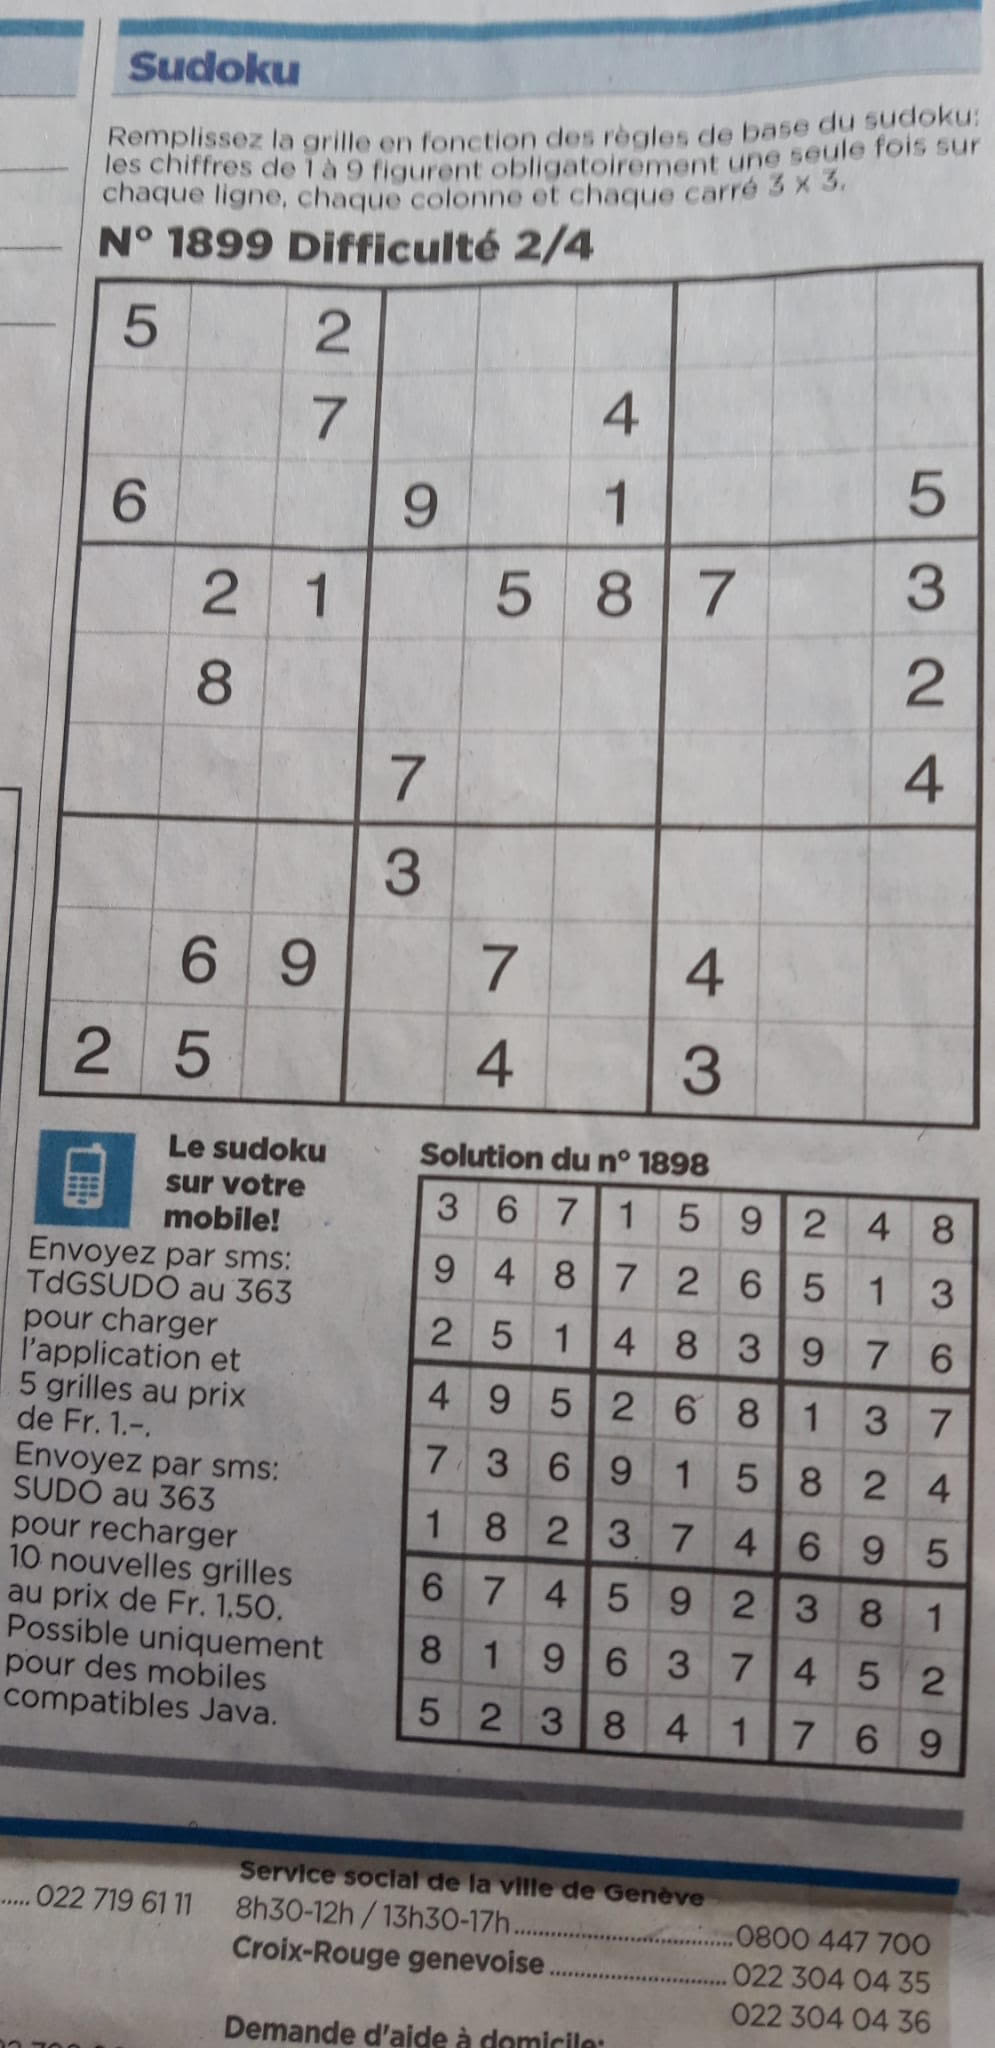 Sudoku
Remplissez la grille en fonction des règles de base du sudoku:
les chiffres de 1 à 9 figurent obligatoirement une seule fois sur
chaque ligne, chaque colonne et chaque carré 3 x 3.
N° 1899 Difficulté 2/4
5 2
7 4
6 9 1 5
2 1 5 8 7 3
8 2
7 4
3
6 9 7 4
2 5 4 3
Le sudoku
sur votre
mobile!
Envoyez par sms:
TdGSUDO au 363
pour charger
l'application et
5 grilles au prix
de Fr. 1.–.
Envoyez par sms:
SUDO au 363
pour recharger
10 nouvelles grilles
au prix de Fr. 1.50.
Possible uniquement
pour des mobiles
compatibles Java.
Solution du n° 1898
3 6 7 1 5 9 2 4 8
9 4 8 7 2 6 5 1 3
2 5 1 4 8 3 9 7 6
4 9 5 2 6 8 1 3 7
7 3 6 9 1 5 8 2 4
1 8 2 3 7 4 6 9 5
6 7 4 5 9 2 3 8 1
8 1 9 6 3 7 4 5 2
5 2 3 8 4 1 7 6 9
..... 022 719 61 11
Service social de la ville de Genève
8h30-12h / 13h30-17h ........................ 0800 447 700
Croix-Rouge genevoise ........................ 022 304 04 35
022 304 04 36
Demande d'aide à domicile: